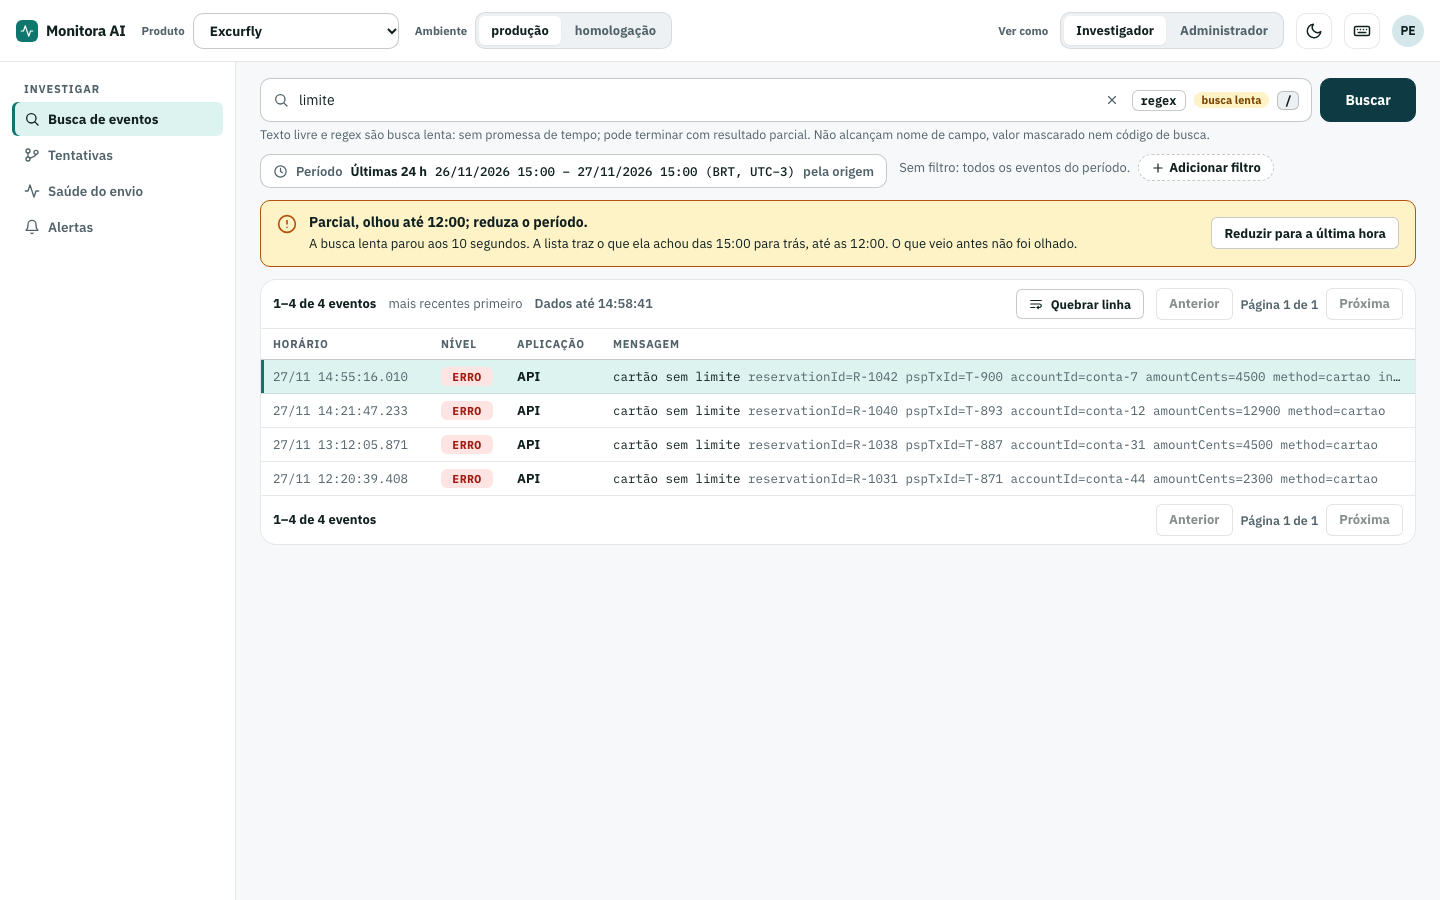 Monitora AI Produto Excurfly Ambiente produção homologação Ver como Investigador Administrador PE
INVESTIGAR
Busca de eventos
Tentativas
Saúde do envio
Alertas
limite regex busca lenta / Buscar
Texto livre e regex são busca lenta: sem promessa de tempo; pode terminar com resultado parcial. Não alcançam nome de campo, valor mascarado nem código de busca.
Período Últimas 24 h 26/11/2026 15:00 – 27/11/2026 15:00 (BRT, UTC−3) pela origem Sem filtro: todos os eventos do período. + Adicionar filtro
Parcial, olhou até 12:00; reduza o período.
A busca lenta parou aos 10 segundos. A lista traz o que ela achou das 15:00 para trás, até as 12:00. O que veio antes não foi olhado.
Reduzir para a última hora
1–4 de 4 eventos mais recentes primeiro Dados até 14:58:41 Quebrar linha Anterior Página 1 de 1 Próxima
HORÁRIO NÍVEL APLICAÇÃO MENSAGEM
27/11 14:55:16.010 ERRO API cartão sem limite reservationId=R-1042 pspTxId=T-900 accountId=conta-7 amountCents=4500 method=cartao in…
27/11 14:21:47.233 ERRO API cartão sem limite reservationId=R-1040 pspTxId=T-893 accountId=conta-12 amountCents=12900 method=cartao
27/11 13:12:05.871 ERRO API cartão sem limite reservationId=R-1038 pspTxId=T-887 accountId=conta-31 amountCents=4500 method=cartao
27/11 12:20:39.408 ERRO API cartão sem limite reservationId=R-1031 pspTxId=T-871 accountId=conta-44 amountCents=2300 method=cartao
1–4 de 4 eventos Anterior Página 1 de 1 Próxima